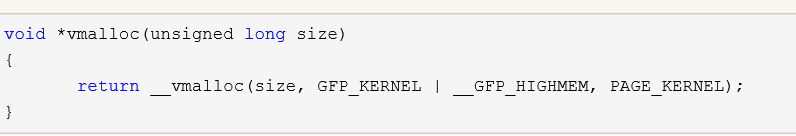 void *vmalloc(unsigned long size)
{
       return __vmalloc(size, GFP_KERNEL | __GFP_HIGHMEM, PAGE_KERNEL);
}